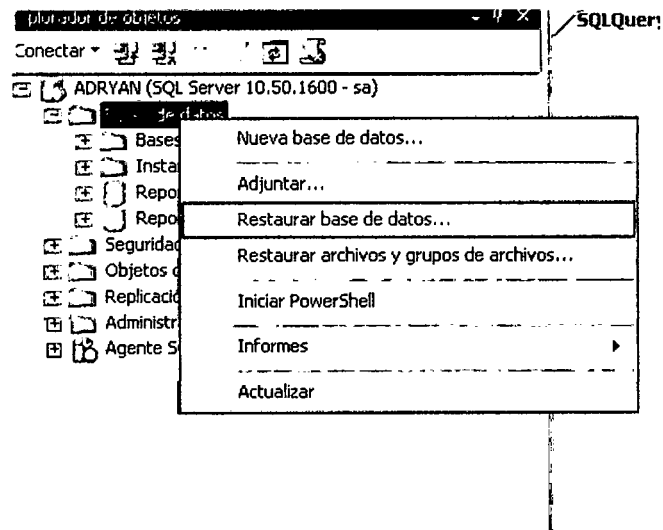 plorador de objetos
SQLQuery
Conectar
ADRYAN (SQL Server 10.50.1600 - sa)
de datos
Bases
Nueva base de datos...
Instan
Adjuntar...
Repo
Restaurar base de datos...
Repo
Seguridad
Restaurar archivos y grupos de archivos...
Objetos d
Replicació
Iniciar PowerShell
Administr
Agente S
Informes
Actualizar